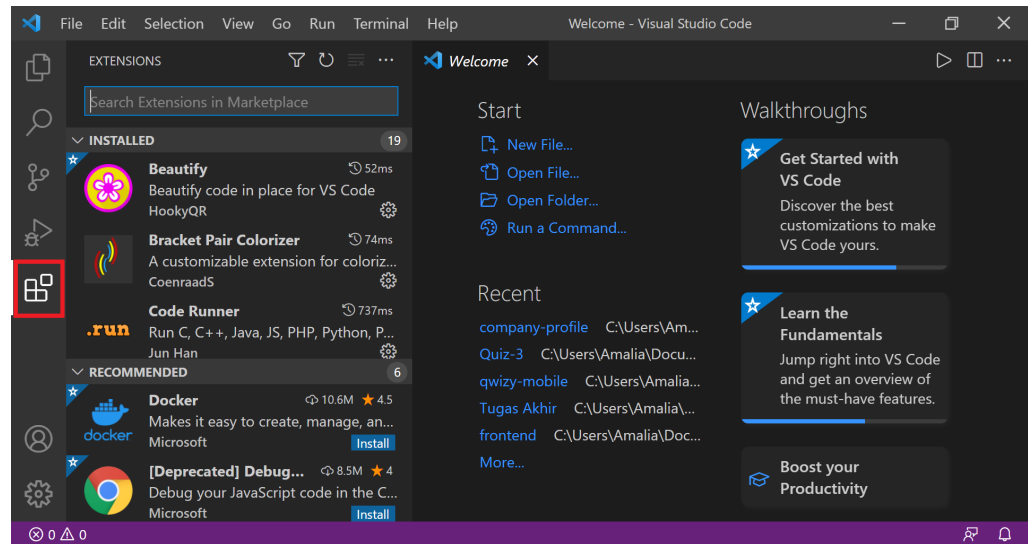 File Edit Selection View Go Run Terminal Help Welcome - Visual Studio Code
EXTENSIONS
Search Extensions in Marketplace
INSTALLED 19
Beautify 52ms
Beautify code in place for VS Code
HookyQR
Bracket Pair Colorizer 74ms
A customizable extension for coloriz...
CoenraadS
.run
Code Runner 737ms
Run C, C++, Java, JS, PHP, Python, P...
Jun Han
RECOMMENDED 6
docker
Docker 10.6M ★ 4.5
Makes it easy to create, manage, an...
Microsoft Install
[Deprecated] Debug... 8.5M ★ 4
Debug your JavaScript code in the C...
Microsoft Install
Welcome
Start
New File...
Open File...
Open Folder...
Run a Command...
Recent
company-profile C:\Users\Am...
Quiz-3 C:\Users\Amalia\Docu...
qwizy-mobile C:\Users\Amalia...
Tugas Akhir C:\Users\Amalia\...
frontend C:\Users\Amalia\Doc...
More...
Walkthroughs
Get Started with
VS Code
Discover the best
customizations to make
VS Code yours.
Learn the
Fundamentals
Jump right into VS Code
and get an overview of
the must-have features.
Boost your
Productivity
0 0